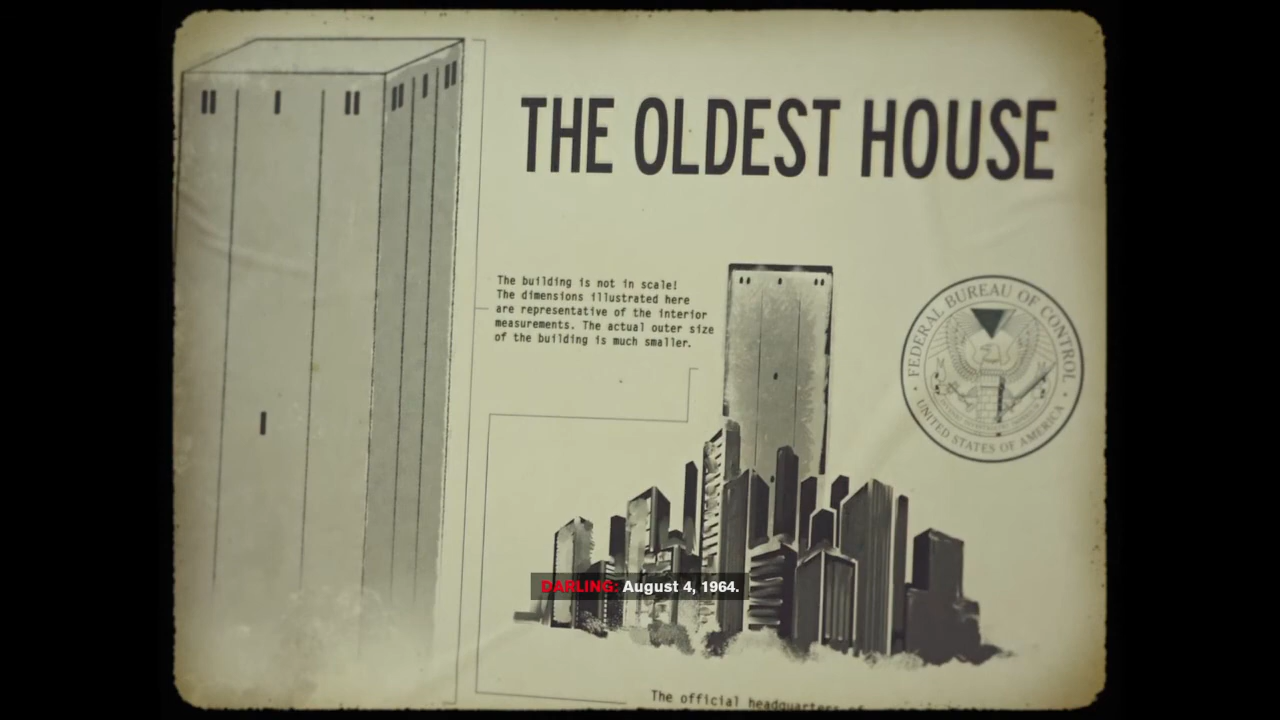 THE OLDEST HOUSE
The building is not in scale!
The dimensions illustrated here
are representative of the interior
measurements. The actual outer size
of the building is much smaller.
FEDERAL BUREAU OF CONTROL
UNITED STATES OF AMERICA
DARLING: August 4, 1964.
The official headquarters of